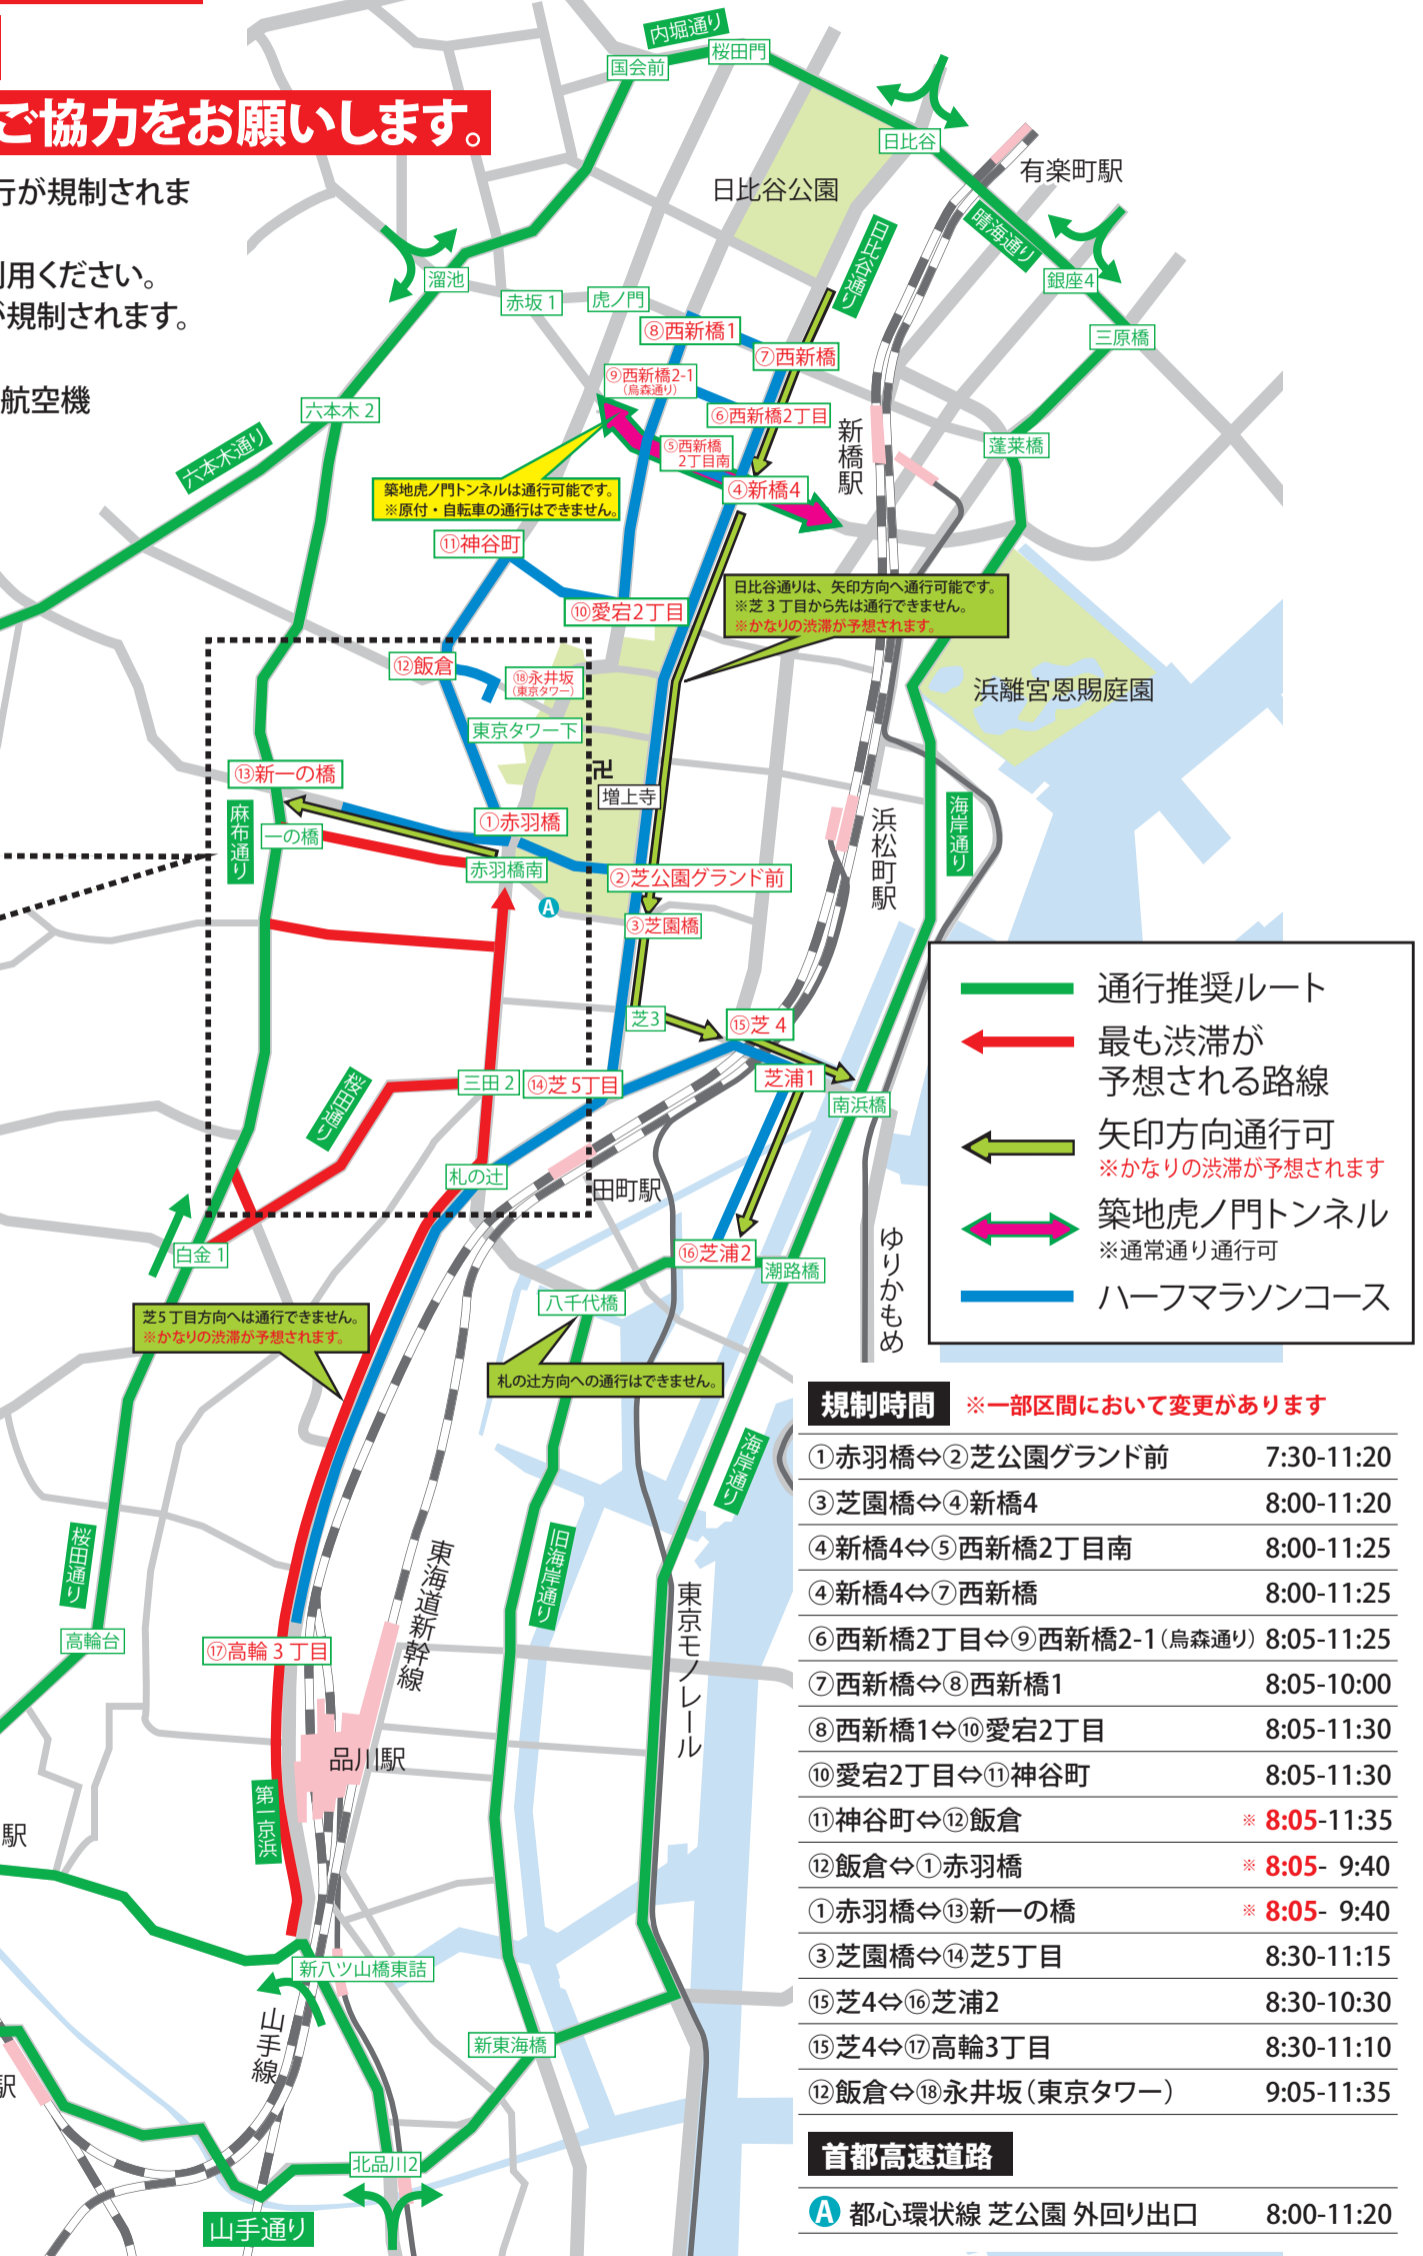 ご協力をお願いします。
行が規制されま
用ください。
規制されます。
航空機
内堀通り
国会前
桜田門
日比谷
有楽町駅
日比谷公園
日比谷通り
晴海通り
銀座4
三原橋
溜池
赤坂 1
虎ノ門
⑧西新橋1
⑦西新橋
⑨西新橋2-1
(烏森通り)
⑥西新橋2丁目
⑤西新橋
2丁目南
④新橋4
新橋駅
蓬莱橋
六本木 2
六本木通り
築地虎ノ門トンネルは通行可能です。
※原付・自転車の通行はできません。
⑪神谷町
⑩愛宕2丁目
日比谷通りは、矢印方向へ通行可能です。
※芝 3 丁目から先は通行できません。
※かなりの渋滞が予想されます。
⑫飯倉
⑱永井坂
(東京タワー)
東京タワー下
浜離宮恩賜庭園
⑬新一の橋
卍
増上寺
麻布通り
一の橋
①赤羽橋
赤羽橋南
浜松町駅
海岸通り
②芝公園グランド前
A
③芝園橋
芝3
⑮芝 4
三田 2
⑭芝 5丁目
芝浦1
南浜橋
桜田通り
札の辻
田町駅
白金 1
⑯芝浦2
潮路橋
ゆりかもめ
八千代橋
芝5丁目方向へは通行できません。
※かなりの渋滞が予想されます。
札の辻方向への通行はできません。
海岸通り
桜田通り
旧海岸通り
東海道新幹線
東京モノレール
高輪台
⑰高輪 3 丁目
品川駅
第一京浜
駅
新八ツ山橋東詰
山手線
新東海橋
駅
北品川2
山手通り
通行推奨ルート
最も渋滞が
予想される路線
矢印方向通行可
※かなりの渋滞が予想されます
築地虎ノ門トンネル
※通常通り通行可
ハーフマラソンコース
規制時間 ※一部区間において変更があります
①赤羽橋⇔②芝公園グランド前 7:30-11:20
③芝園橋⇔④新橋4 8:00-11:20
④新橋4⇔⑤西新橋2丁目南 8:00-11:25
④新橋4⇔⑦西新橋 8:00-11:25
⑥西新橋2丁目⇔⑨西新橋2-1(烏森通り) 8:05-11:25
⑦西新橋⇔⑧西新橋1 8:05-10:00
⑧西新橋1⇔⑩愛宕2丁目 8:05-11:30
⑩愛宕2丁目⇔⑪神谷町 8:05-11:30
⑪神谷町⇔⑫飯倉 ※ 8:05-11:35
⑫飯倉⇔①赤羽橋 ※ 8:05- 9:40
①赤羽橋⇔⑬新一の橋 ※ 8:05- 9:40
③芝園橋⇔⑭芝5丁目 8:30-11:15
⑮芝4⇔⑯芝浦2 8:30-10:30
⑮芝4⇔⑰高輪3丁目 8:30-11:10
⑫飯倉⇔⑱永井坂(東京タワー) 9:05-11:35
首都高速道路
A 都心環状線 芝公園 外回り出口 8:00-11:20